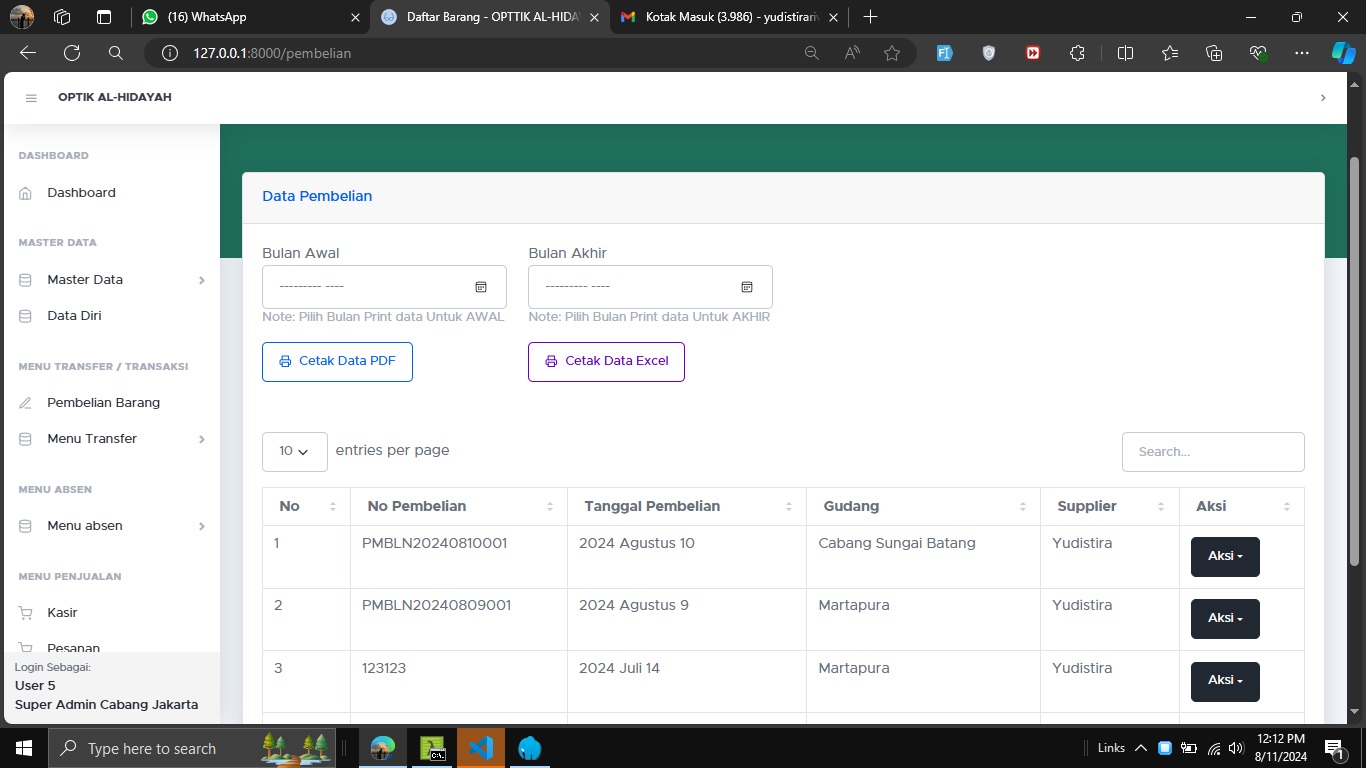 (16) WhatsApp
Daftar Barang - OPTTIK AL-HIDA
Kotak Masuk (3.986) - yudistirari
127.0.0.1:8000/pembelian
OPTIK AL-HIDAYAH
DASHBOARD
Dashboard
MASTER DATA
Master Data
Data Diri
MENU TRANSFER / TRANSAKSI
Pembelian Barang
Menu Transfer
MENU ABSEN
Menu absen
MENU PENJUALAN
Kasir
Pesanan
Login Sebagai:
User 5
Super Admin Cabang Jakarta
Data Pembelian
Bulan Awal Bulan Akhir
--------- ---- --------- ----
Note: Pilih Bulan Print data Untuk AWAL Note: Pilih Bulan Print data Untuk AKHIR
Cetak Data PDF Cetak Data Excel
10 entries per page Search...
No No Pembelian Tanggal Pembelian Gudang Supplier Aksi
1 PMBLN20240810001 2024 Agustus 10 Cabang Sungai Batang Yudistira Aksi
2 PMBLN20240809001 2024 Agustus 9 Martapura Yudistira Aksi
3 123123 2024 Juli 14 Martapura Yudistira Aksi
Type here to search
Links
12:12 PM
8/11/2024
1